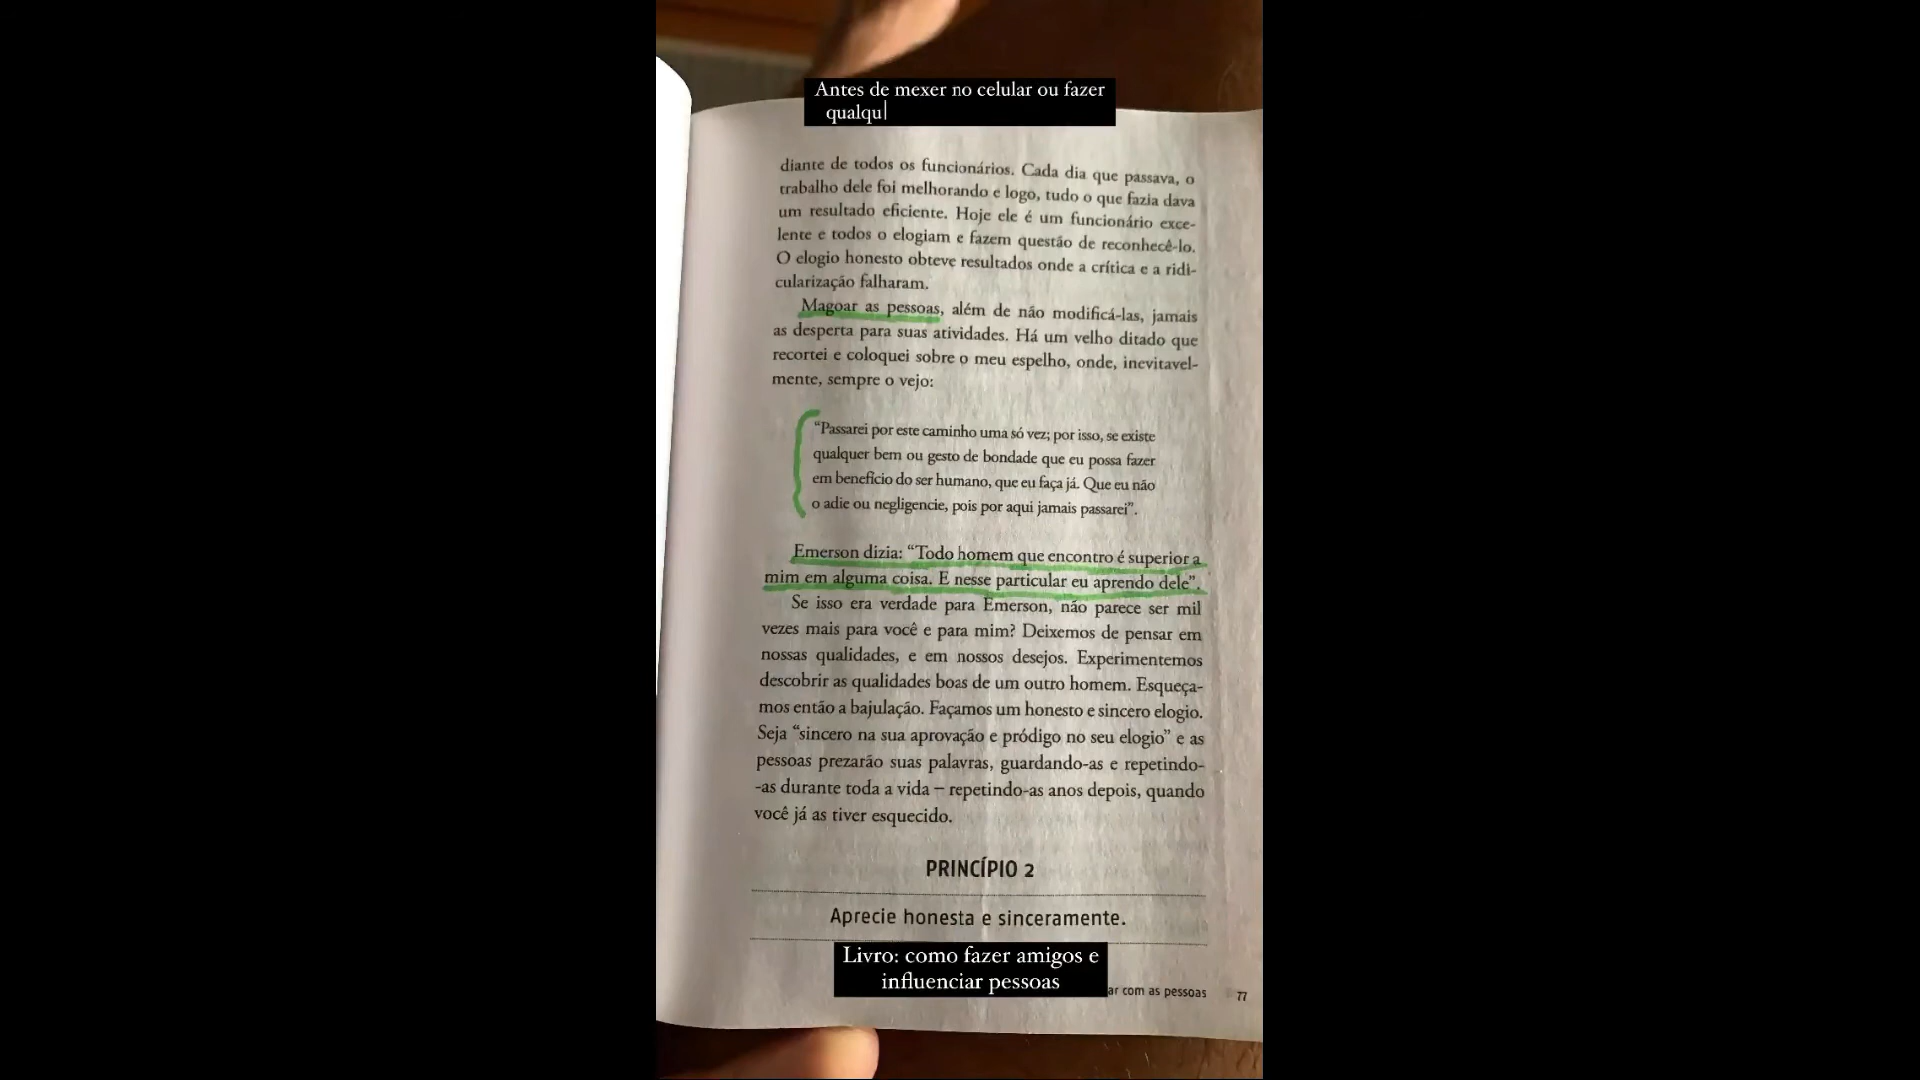 Antes de mexer no celular ou fazer
qualqu
diante de todos os funcionários. Cada dia que passava, o
trabalho dele foi melhorando e logo, tudo o que fazia dava
um resultado eficiente. Hoje ele é um funcionário exce-
lente e todos o elogiam e fazem questão de reconhecê-lo.
O elogio honesto obteve resultados onde a crítica e a ridi-
cularização falharam.
Magoar as pessoas, além de não modificá-las, jamais
as desperta para suas atividades. Há um velho ditado que
recortei e coloquei sobre o meu espelho, onde, inevitavel-
mente, sempre o vejo:
“Passarei por este caminho uma só vez; por isso, se existe
qualquer bem ou gesto de bondade que eu possa fazer
em benefício do ser humano, que eu faça já. Que eu não
o adie ou negligencie, pois por aqui jamais passarei”.
Emerson dizia: “Todo homem que encontro é superior a
mim em alguma coisa. E nesse particular eu aprendo dele”.
Se isso era verdade para Emerson, não parece ser mil
vezes mais para você e para mim? Deixemos de pensar em
nossas qualidades, e em nossos desejos. Experimentemos
descobrir as qualidades boas de um outro homem. Esqueça-
mos então a bajulação. Façamos um honesto e sincero elogio.
Seja “sincero na sua aprovação e pródigo no seu elogio” e as
pessoas prezarão suas palavras, guardando-as e repetindo-
-as durante toda a vida – repetindo-as anos depois, quando
você já as tiver esquecido.
PRINCÍPIO 2
Aprecie honesta e sinceramente.
Livro: como fazer amigos e
influenciar pessoas
ar com as pessoas 77